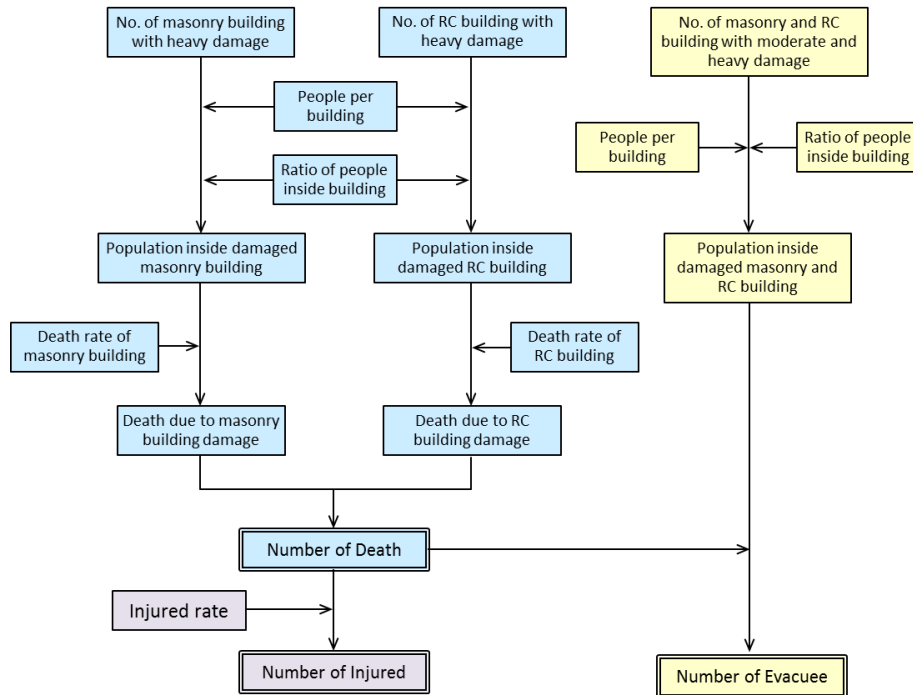 No. of masonry building
with heavy damage
No. of RC building with
heavy damage
No. of masonry and RC
building with moderate and
heavy damage
People per
building
People per
building
Ratio of people
inside building
Ratio of people
inside building
Population inside damaged
masonry building
Population inside
damaged RC building
Population inside
damaged masonry and
RC building
Death rate of
masonry building
Death rate of
RC building
Death due to masonry
building damage
Death due to RC
building damage
Number of Death
Injured rate
Number of Injured
Number of Evacuee